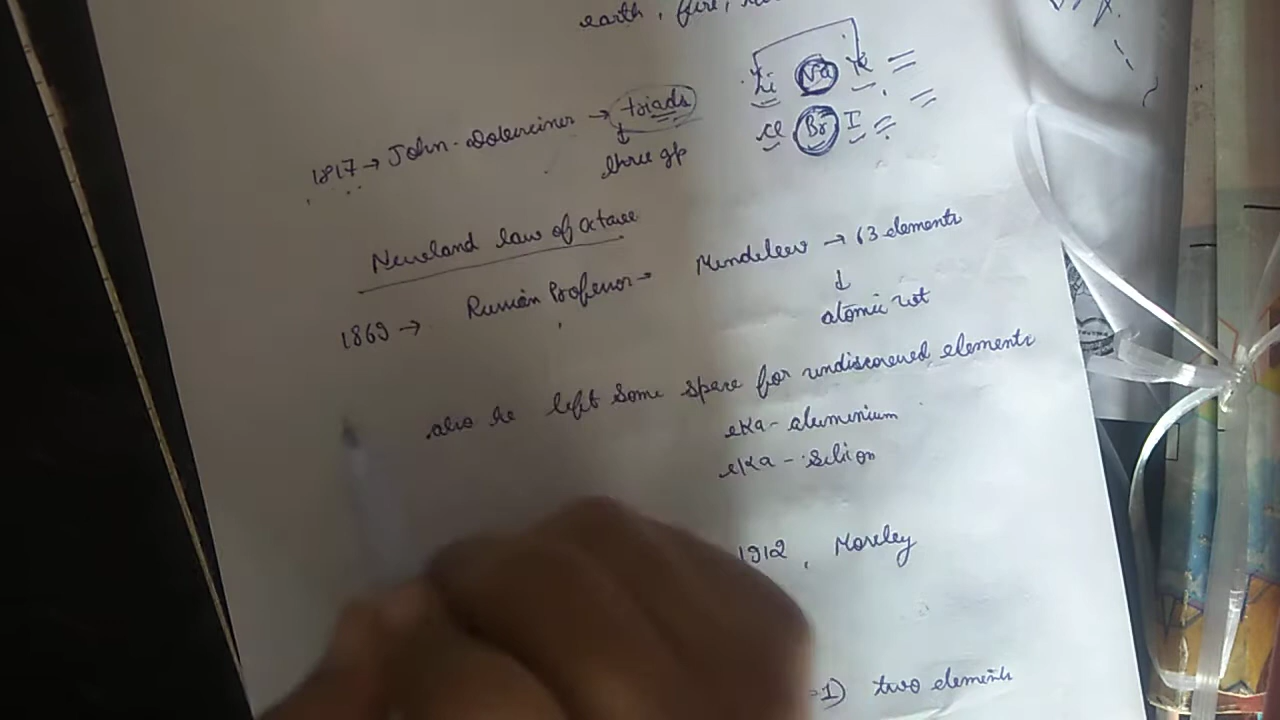 earth, fire,
Li Na K
1817 → John. Dobereiner → triads
Cl Br I
↓
three gp
Newland law of Octave
1869 → Russian Professor → Mendeleev → 63 elements
↓
atomic wt
also he left some space for undiscovered elements
eka- aluminium
eka - silion
1912, Moseley
1) two elements